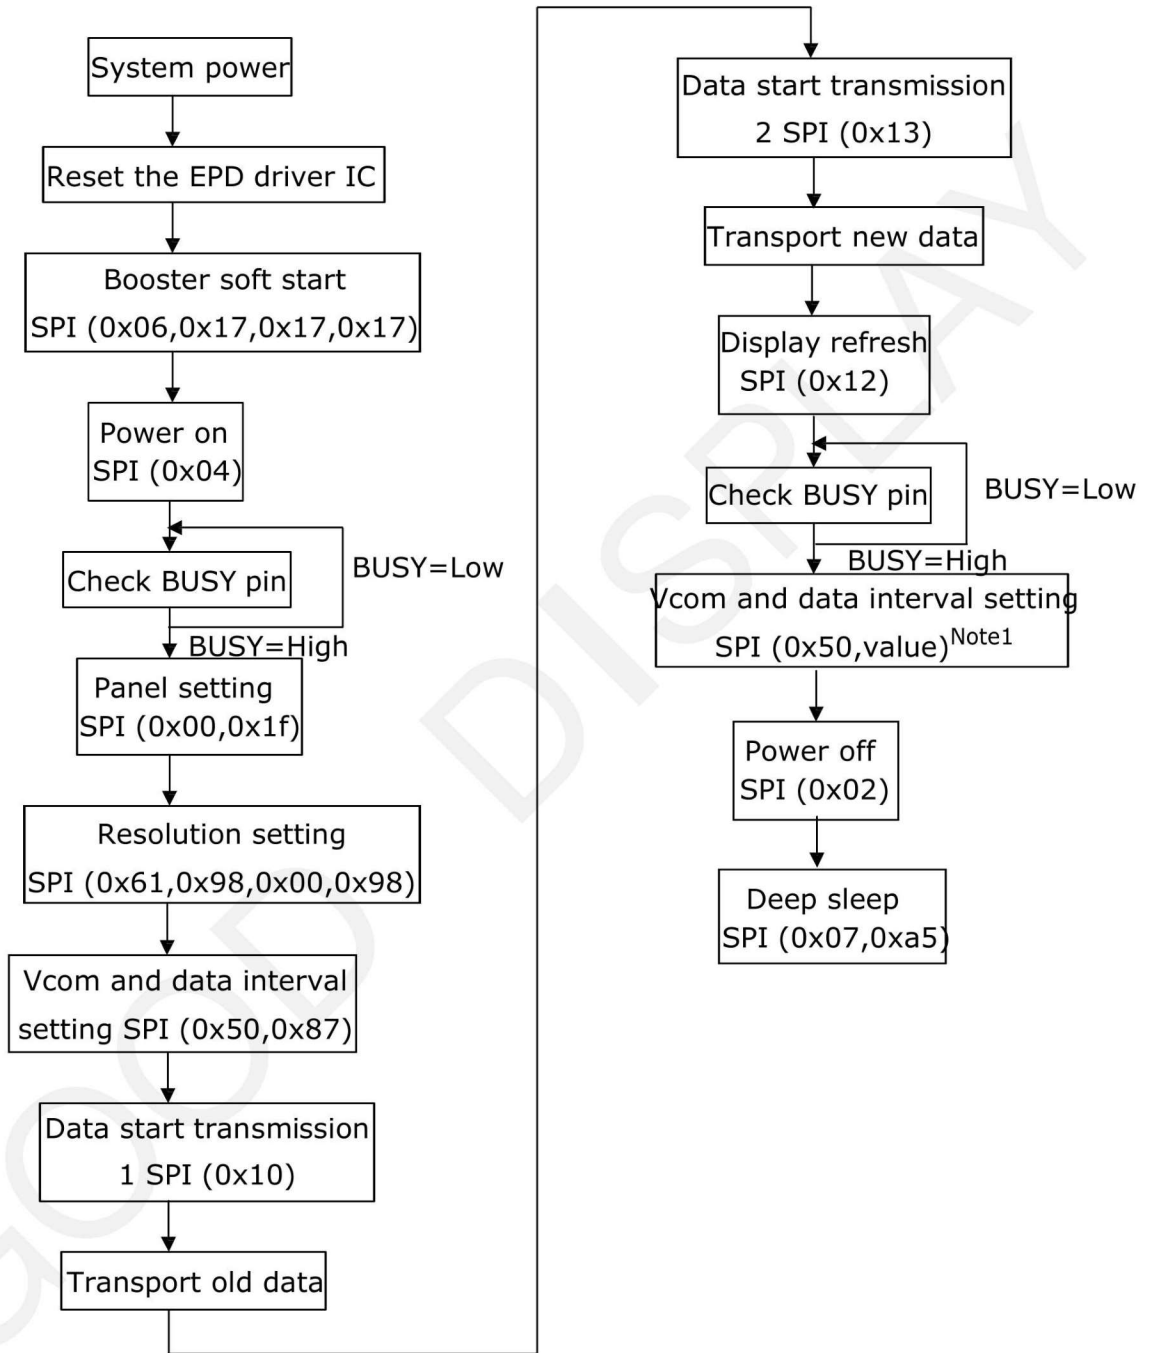 System power
Reset the EPD driver IC
Booster soft start
SPI (0x06,0x17,0x17,0x17)
Power on
SPI (0x04)
Check BUSY pin
BUSY=Low
BUSY=High
Panel setting
SPI (0x00,0x1f)
Resolution setting
SPI (0x61,0x98,0x00,0x98)
Vcom and data interval
setting SPI (0x50,0x87)
Data start transmission
1 SPI (0x10)
Transport old data
Data start transmission
2 SPI (0x13)
Transport new data
Display refresh
SPI (0x12)
Check BUSY pin
BUSY=Low
BUSY=High
Vcom and data interval setting
SPI (0x50,value)Note1
Power off
SPI (0x02)
Deep sleep
SPI (0x07,0xa5)
GOOD DISPLAY